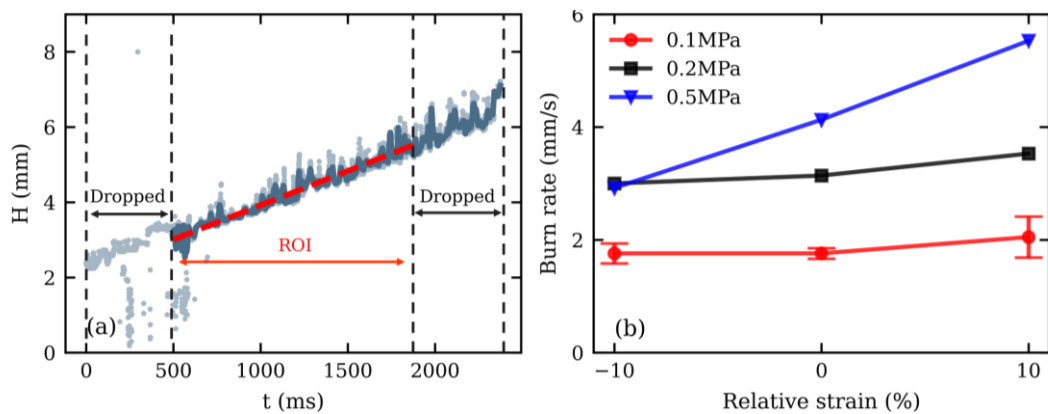 8
6
4
2
0
H (mm)
Dropped
Dropped
ROI
(a)
0
500
1000
1500
2000
t (ms)
6
4
2
0
Burn rate (mm/s)
0.1MPa
0.2MPa
0.5MPa
(b)
−10
0
10
Relative strain (%)